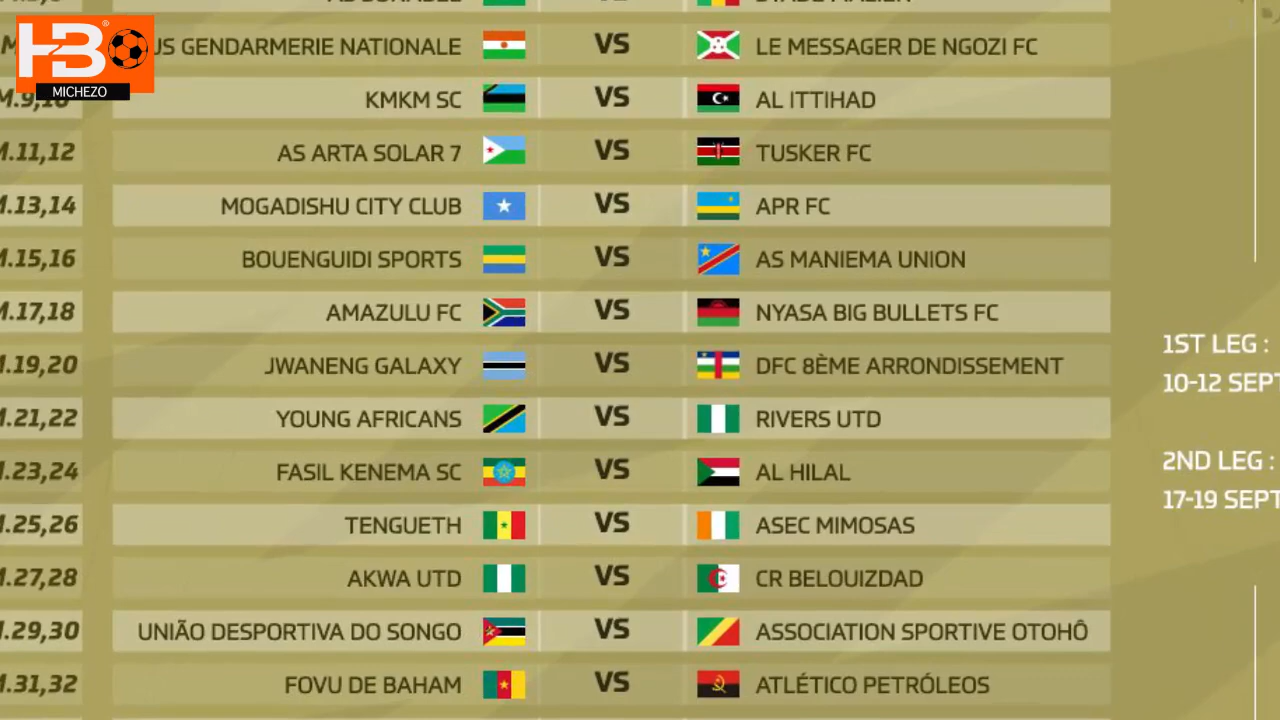 HBO
®
MICHEZO
US GENDARMERIE NATIONALE VS LE MESSAGER DE NGOZI FC
M.9,10 KMKM SC VS AL ITTIHAD
M.11,12 AS ARTA SOLAR 7 VS TUSKER FC
M.13,14 MOGADISHU CITY CLUB VS APR FC
M.15,16 BOUENGUIDI SPORTS VS AS MANIEMA UNION
M.17,18 AMAZULU FC VS NYASA BIG BULLETS FC
M.19,20 JWANENG GALAXY VS DFC 8ÈME ARRONDISSEMENT
M.21,22 YOUNG AFRICANS VS RIVERS UTD
M.23,24 FASIL KENEMA SC VS AL HILAL
M.25,26 TENGUETH VS ASEC MIMOSAS
M.27,28 AKWA UTD VS CR BELOUIZDAD
M.29,30 UNIÃO DESPORTIVA DO SONGO VS ASSOCIATION SPORTIVE OTOHÔ
M.31,32 FOVU DE BAHAM VS ATLÉTICO PETRÓLEOS
1ST LEG :
10-12 SEPT
2ND LEG :
17-19 SEPT